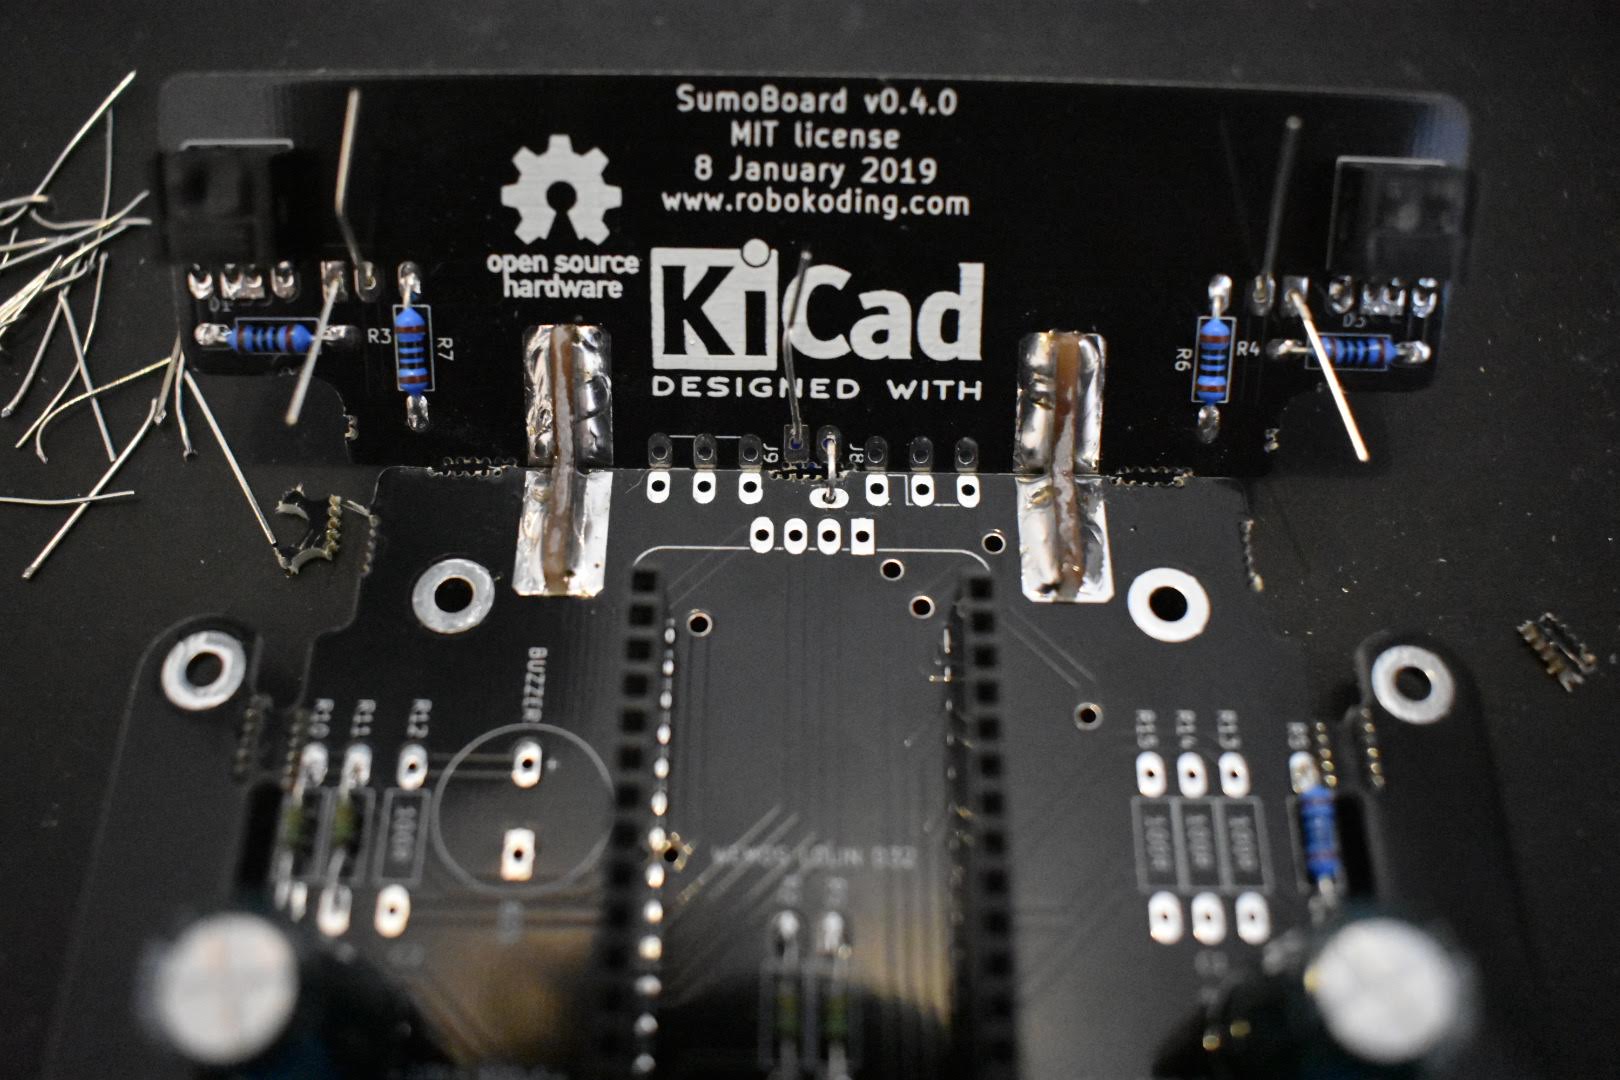 SumoBoard v0.4.0
MIT license
8 January 2019
www.robokoding.com
open source
hardware
KiCad
DESIGNED WITH
R3
R7
R6
R4
J9
J8
BUZZER
R10
R11
R12
R15
R14
R13
100R
100R
100R
100R
WEMOS LOLIN D32